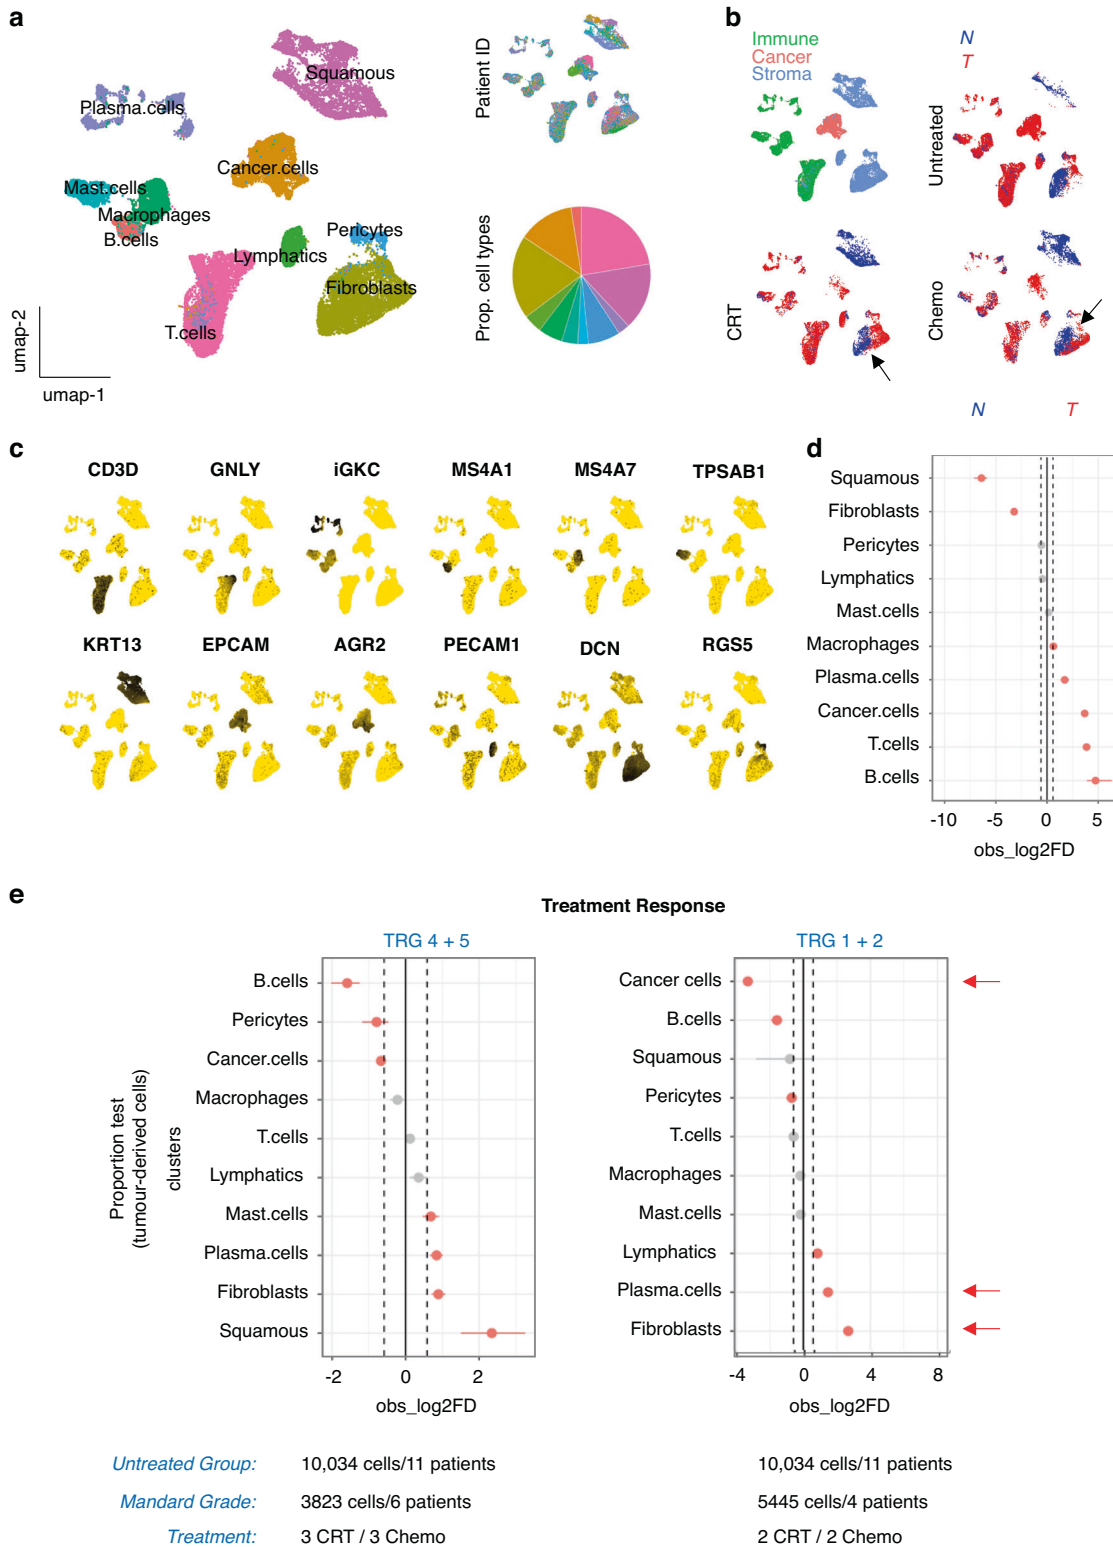 a
Squamous
Plasma.cells
Cancer.cells
Mast.cells
Macrophages
B.cells
Pericytes
Lymphatics
Fibroblasts
T.cells
umap-2
umap-1
Patient ID
Prop. cell types
b
Immune
Cancer
Stroma
N
T
Untreated
CRT
Chemo
c
CD3D
GNLY
iGKC
MS4A1
MS4A7
TPSAB1
KRT13
EPCAM
AGR2
PECAM1
DCN
RGS5
d
N
T
Squamous
Fibroblasts
Pericytes
Lymphatics
Mast.cells
Macrophages
Plasma.cells
Cancer.cells
T.cells
B.cells
-10 -5 0 5
obs_log2FD
e
Treatment Response
TRG 4 + 5
Proportion test
(tumour-derived cells)
clusters
B.cells
Pericytes
Cancer.cells
Macrophages
T.cells
Lymphatics
Mast.cells
Plasma.cells
Fibroblasts
Squamous
-2 0 2
obs_log2FD
TRG 1 + 2
Cancer cells
B.cells
Squamous
Pericytes
T.cells
Macrophages
Mast.cells
Lymphatics
Plasma.cells
Fibroblasts
-4 0 4 8
obs_log2FD
Untreated Group: 10,034 cells/11 patients 10,034 cells/11 patients
Mandard Grade: 3823 cells/6 patients 5445 cells/4 patients
Treatment: 3 CRT / 3 Chemo 2 CRT / 2 Chemo